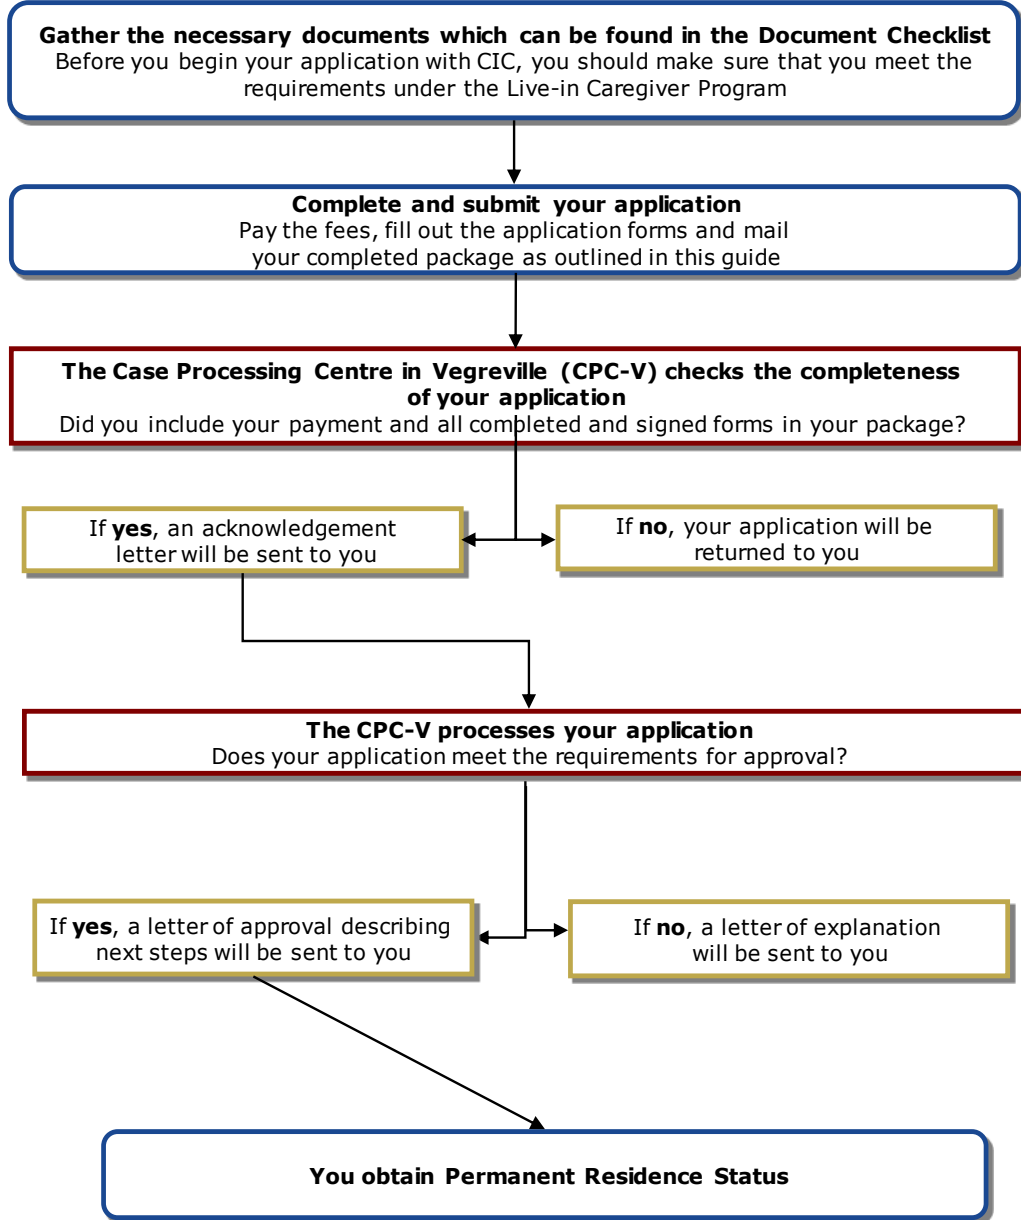 Gather the necessary documents which can be found in the Document Checklist
Before you begin your application with CIC, you should make sure that you meet the
requirements under the Live-in Caregiver Program
Complete and submit your application
Pay the fees, fill out the application forms and mail
your completed package as outlined in this guide
The Case Processing Centre in Vegreville (CPC-V) checks the completeness
of your application
Did you include your payment and all completed and signed forms in your package?
If yes, an acknowledgement
letter will be sent to you
If no, your application will be
returned to you
The CPC-V processes your application
Does your application meet the requirements for approval?
If yes, a letter of approval describing
next steps will be sent to you
If no, a letter of explanation
will be sent to you
You obtain Permanent Residence Status